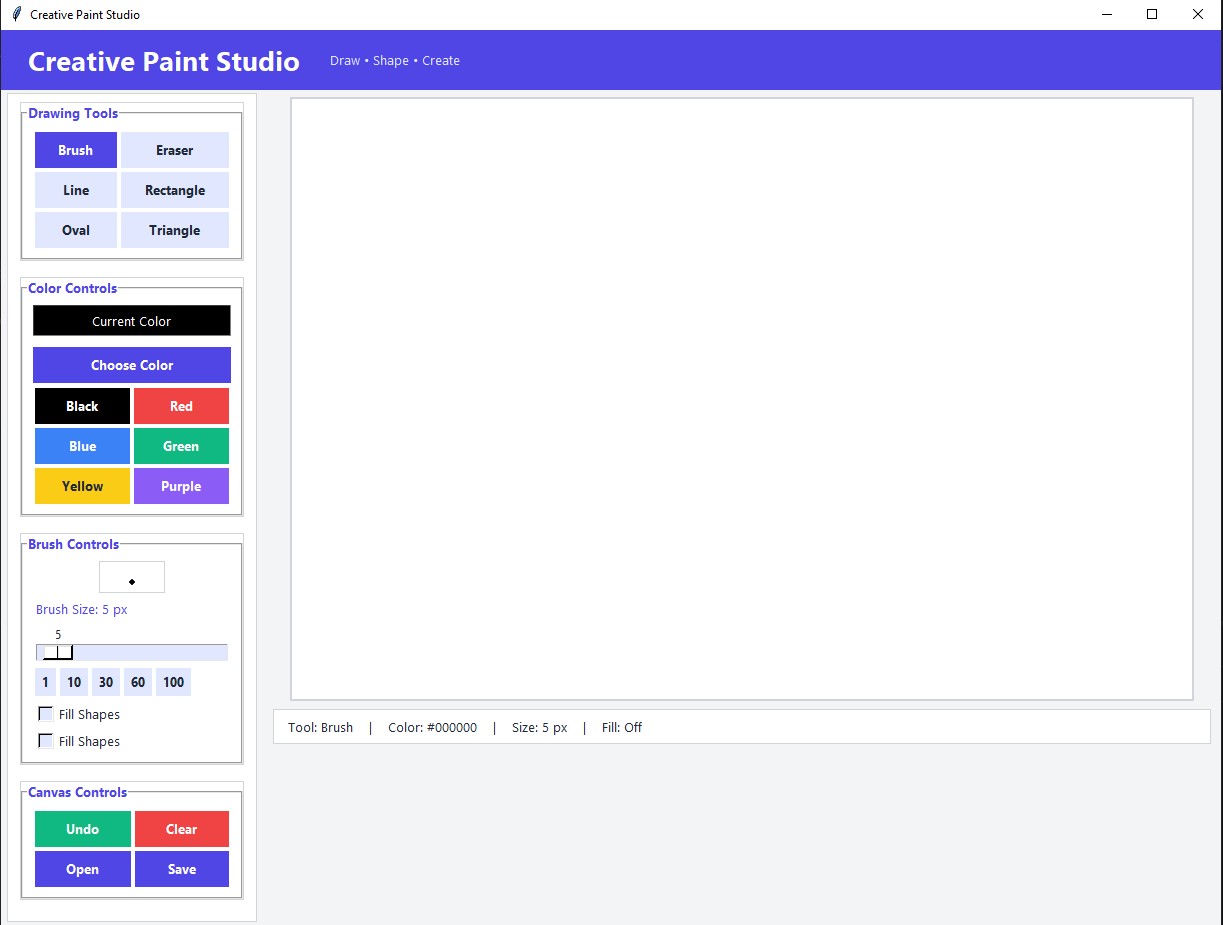 Creative Paint Studio
Creative Paint Studio Draw • Shape • Create
Drawing Tools
Brush Eraser
Line Rectangle
Oval Triangle
Color Controls
Current Color
Choose Color
Black Red
Blue Green
Yellow Purple
Brush Controls
Brush Size: 5 px
5
1 10 30 60 100
Fill Shapes
Fill Shapes
Canvas Controls
Undo Clear
Open Save
Tool: Brush | Color: #000000 | Size: 5 px | Fill: Off